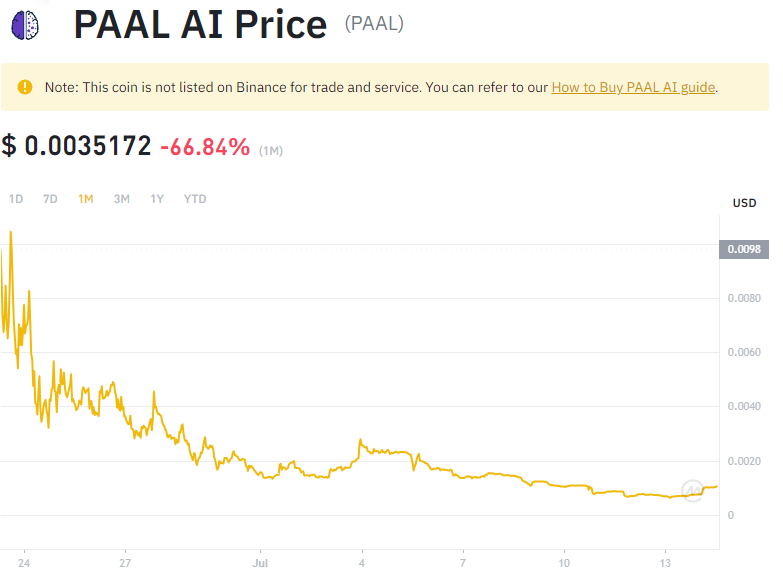 PAAL AI Price (PAAL)
Note: This coin is not listed on Binance for trade and service. You can refer to our How to Buy PAAL AI guide.
$ 0.0035172 -66.84% (1M)
1D 7D 1M 3M 1Y YTD
USD
0.0098
0.0080
0.0060
0.0040
0.0020
0
24 27 Jul 4 7 10 13